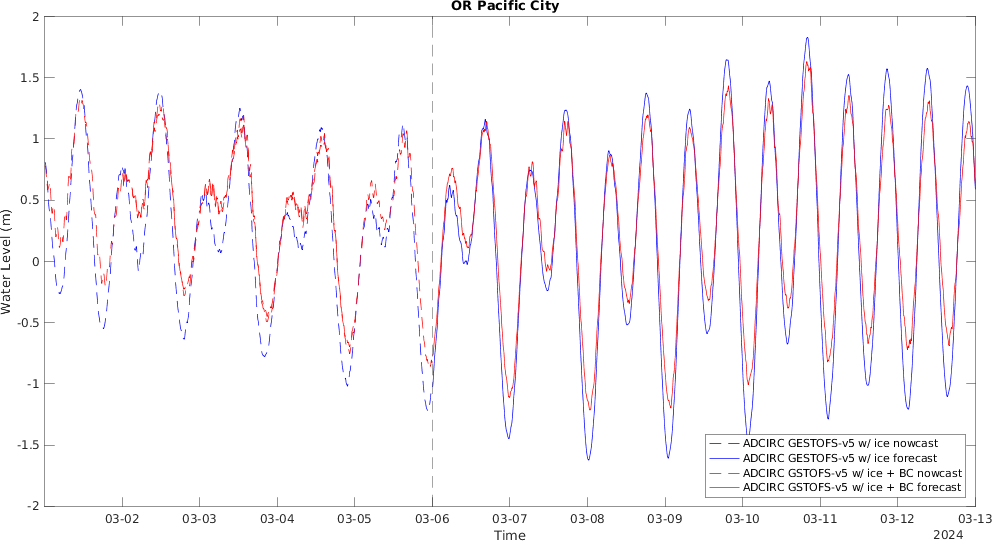 OR Pacific City
2
1.5
1
0.5
0
-0.5
-1
-1.5
-2
Water Level (m)
ADCIRC GESTOFS-v5 w/ ice nowcast
ADCIRC GESTOFS-v5 w/ ice forecast
ADCIRC GSTOFS-v5 w/ ice + BC nowcast
ADCIRC GSTOFS-v5 w/ ice + BC forecast
03-02 03-03 03-04 03-05 03-06 03-07 03-08 03-09 03-10 03-11 03-12 03-13
Time
2024